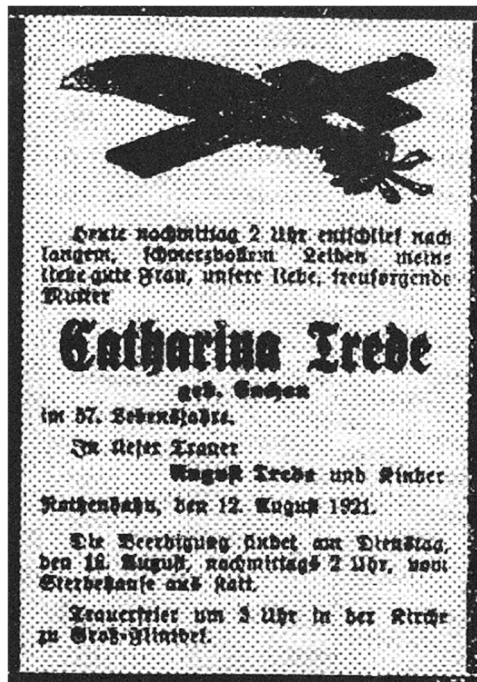 Heute nachmittag 2 Uhr entschlief nach
langem, schmerzvollem Leiden meine
liebe gute Frau, unsere liebe, treusorgende
Mutter
Catharina Trede
geb.
im 57. Lebensjahre.
In tiefer Trauer
August Trede und Kinder
den 12. August 1921.
Die Beerdigung findet am Dienstag,
den 16. August, nachmittags 2 Uhr, vom
Sterbehause aus statt.
Trauerfeier um 3 Uhr in der Kirche
zu Groß-Flintbek.